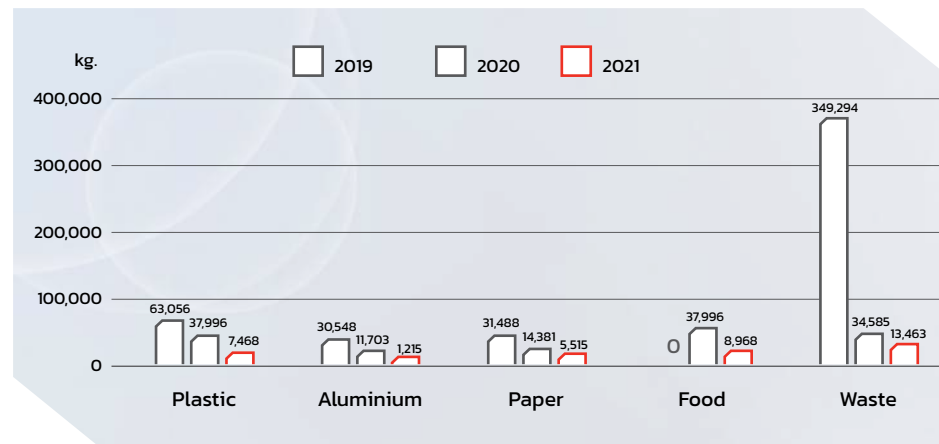 kg.
2019 2020 2021
400,000
300,000
200,000
100,000
0
63,056 37,996 7,468
30,548 11,703 1,215
31,488 14,381 5,515
0 37,996 8,968
349,294 34,585 13,463
Plastic Aluminium Paper Food Waste